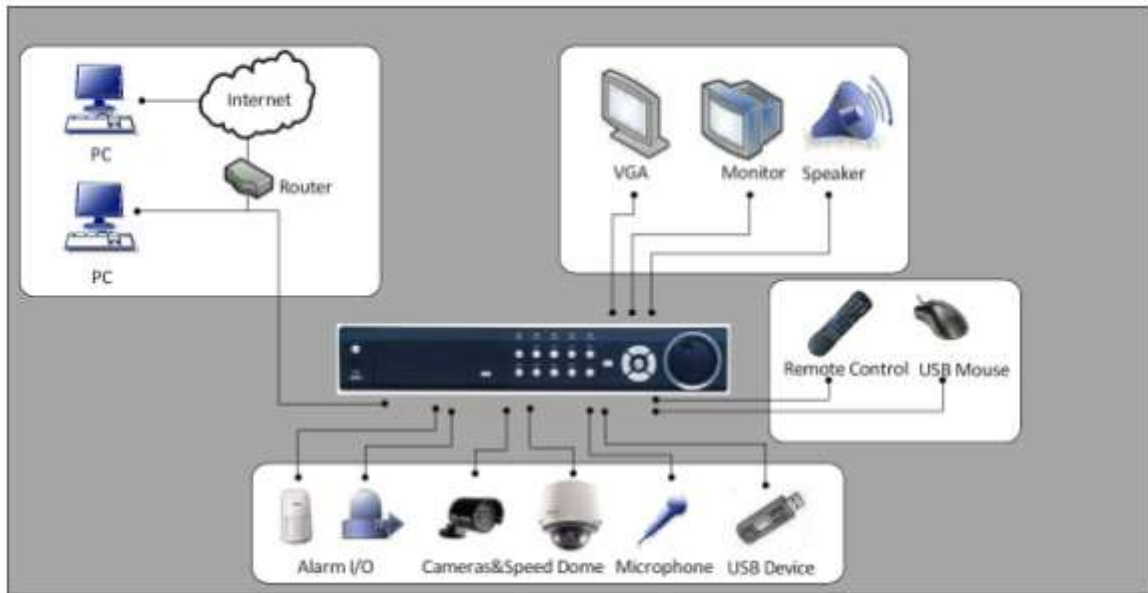 Internet
PC
Router
PC
VGA Monitor Speaker
Remote Control USB Mouse
Alarm I/O Cameras&Speed Dome Microphone USB Device